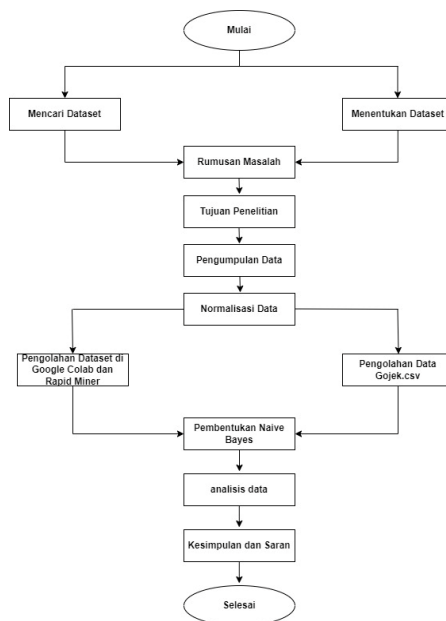 Mulai
Mencari Dataset
Menentukan Dataset
Rumusan Masalah
Tujuan Penelitian
Pengumpulan Data
Normalisasi Data
Pengolahan Dataset di
Google Colab dan
Rapid Miner
Pengolahan Data
Gojek.csv
Pembentukan Naive
Bayes
analisis data
Kesimpulan dan Saran
Selesai